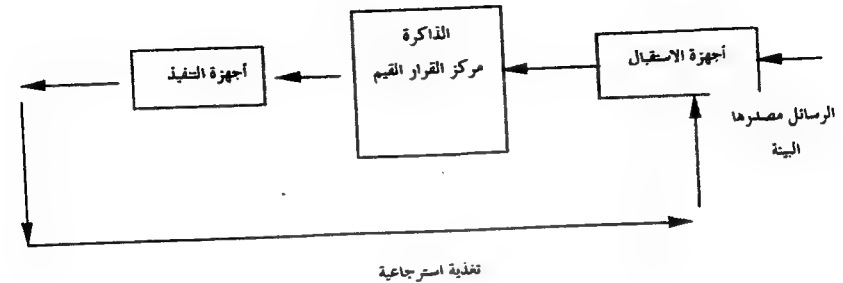 أجهزة الاستقبال
الذاكرة
مركز القرار القيم
أجهزة التنفيذ
الرسائل مصدرها
البيئة
تغذية استرجاعية